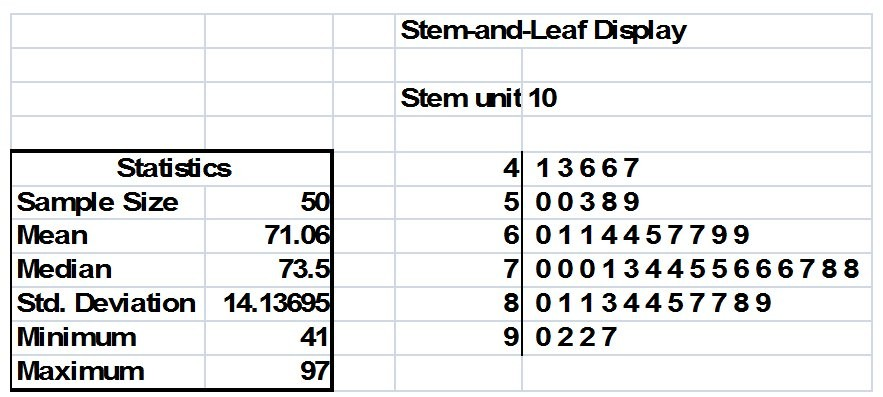 Stem-and-Leaf Display
Stem unit 10
Statistics
Sample Size 50
Mean 71.06
Median 73.5
Std. Deviation 14.13695
Minimum 41
Maximum 97
4 1 3 6 6 7
5 0 0 3 8 9
6 0 1 1 4 4 5 7 7 9 9
7 0 0 0 1 3 4 4 5 5 6 6 6 7 8 8
8 0 1 1 3 4 4 5 7 7 8 9
9 0 2 2 7